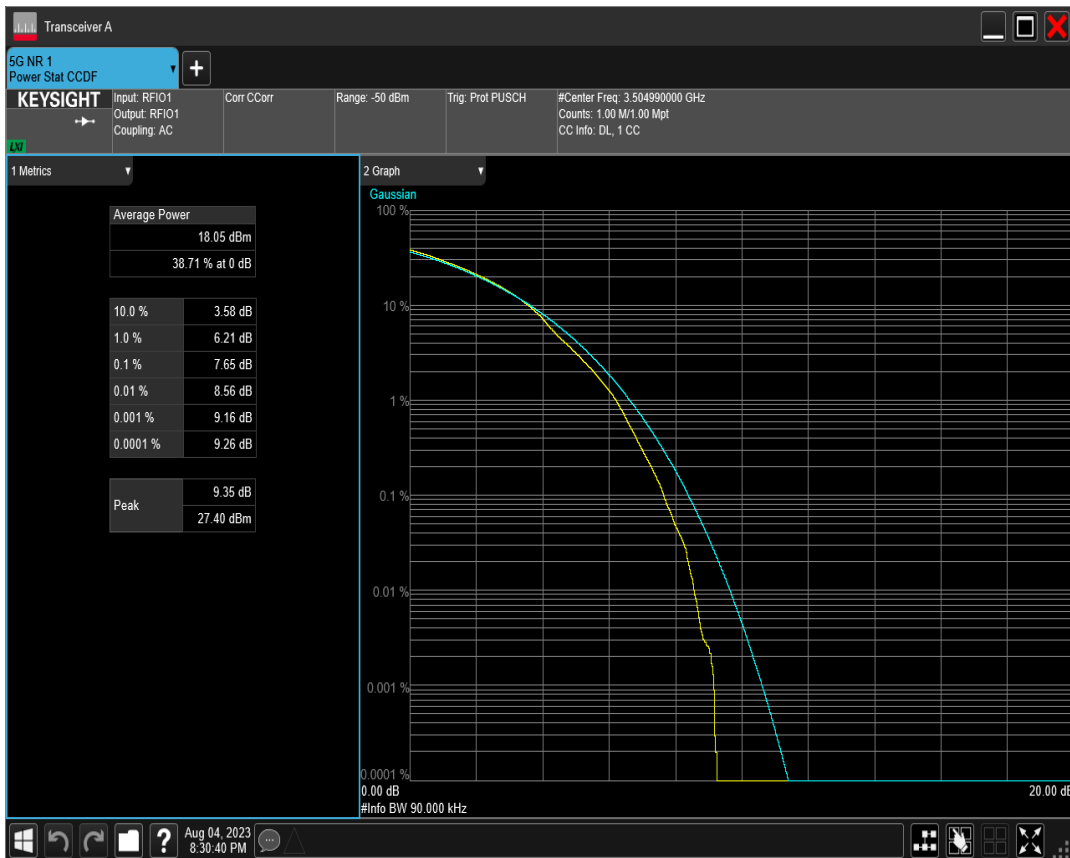 Transceiver A
5G NR 1
Power Stat CCDF
+
KEYSIGHT
LXI
Input: RFIO1
Output: RFIO1
Coupling: AC
Corr CCorr
Range: -50 dBm
Trig: Prot PUSCH
#Center Freq: 3.504990000 GHz
Counts: 1.00 M/1.00 Mpt
CC Info: DL, 1 CC
1 Metrics
Average Power
18.05 dBm
38.71 % at 0 dB
10.0 % 3.58 dB
1.0 % 6.21 dB
0.1 % 7.65 dB
0.01 % 8.56 dB
0.001 % 9.16 dB
0.0001 % 9.26 dB
Peak
9.35 dB
27.40 dBm
2 Graph
Gaussian
100 %
10 %
1 %
0.1 %
0.01 %
0.001 %
0.0001 %
0.00 dB 20.00 dB
#Info BW 90.000 kHz
?
Aug 04, 2023
8:30:40 PM